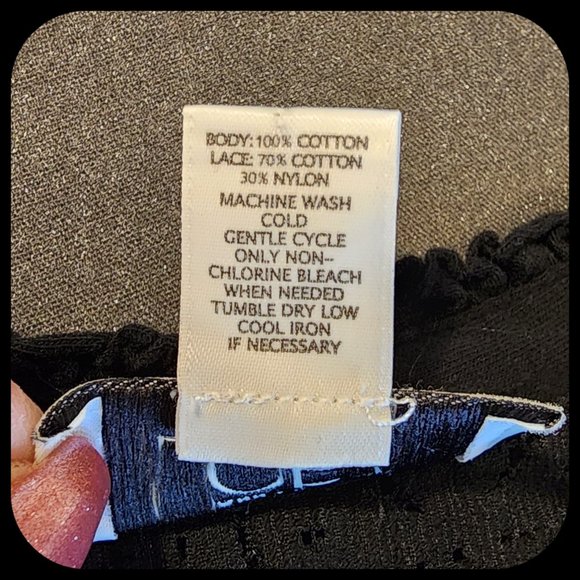 BODY: 100% COTTON
LACE: 70% COTTON
30% NYLON
MACHINE WASH
COLD
GENTLE CYCLE
ONLY NON-
CHLORINE BLEACH
WHEN NEEDED
TUMBLE DRY LOW
COOL IRON
IF NECESSARY